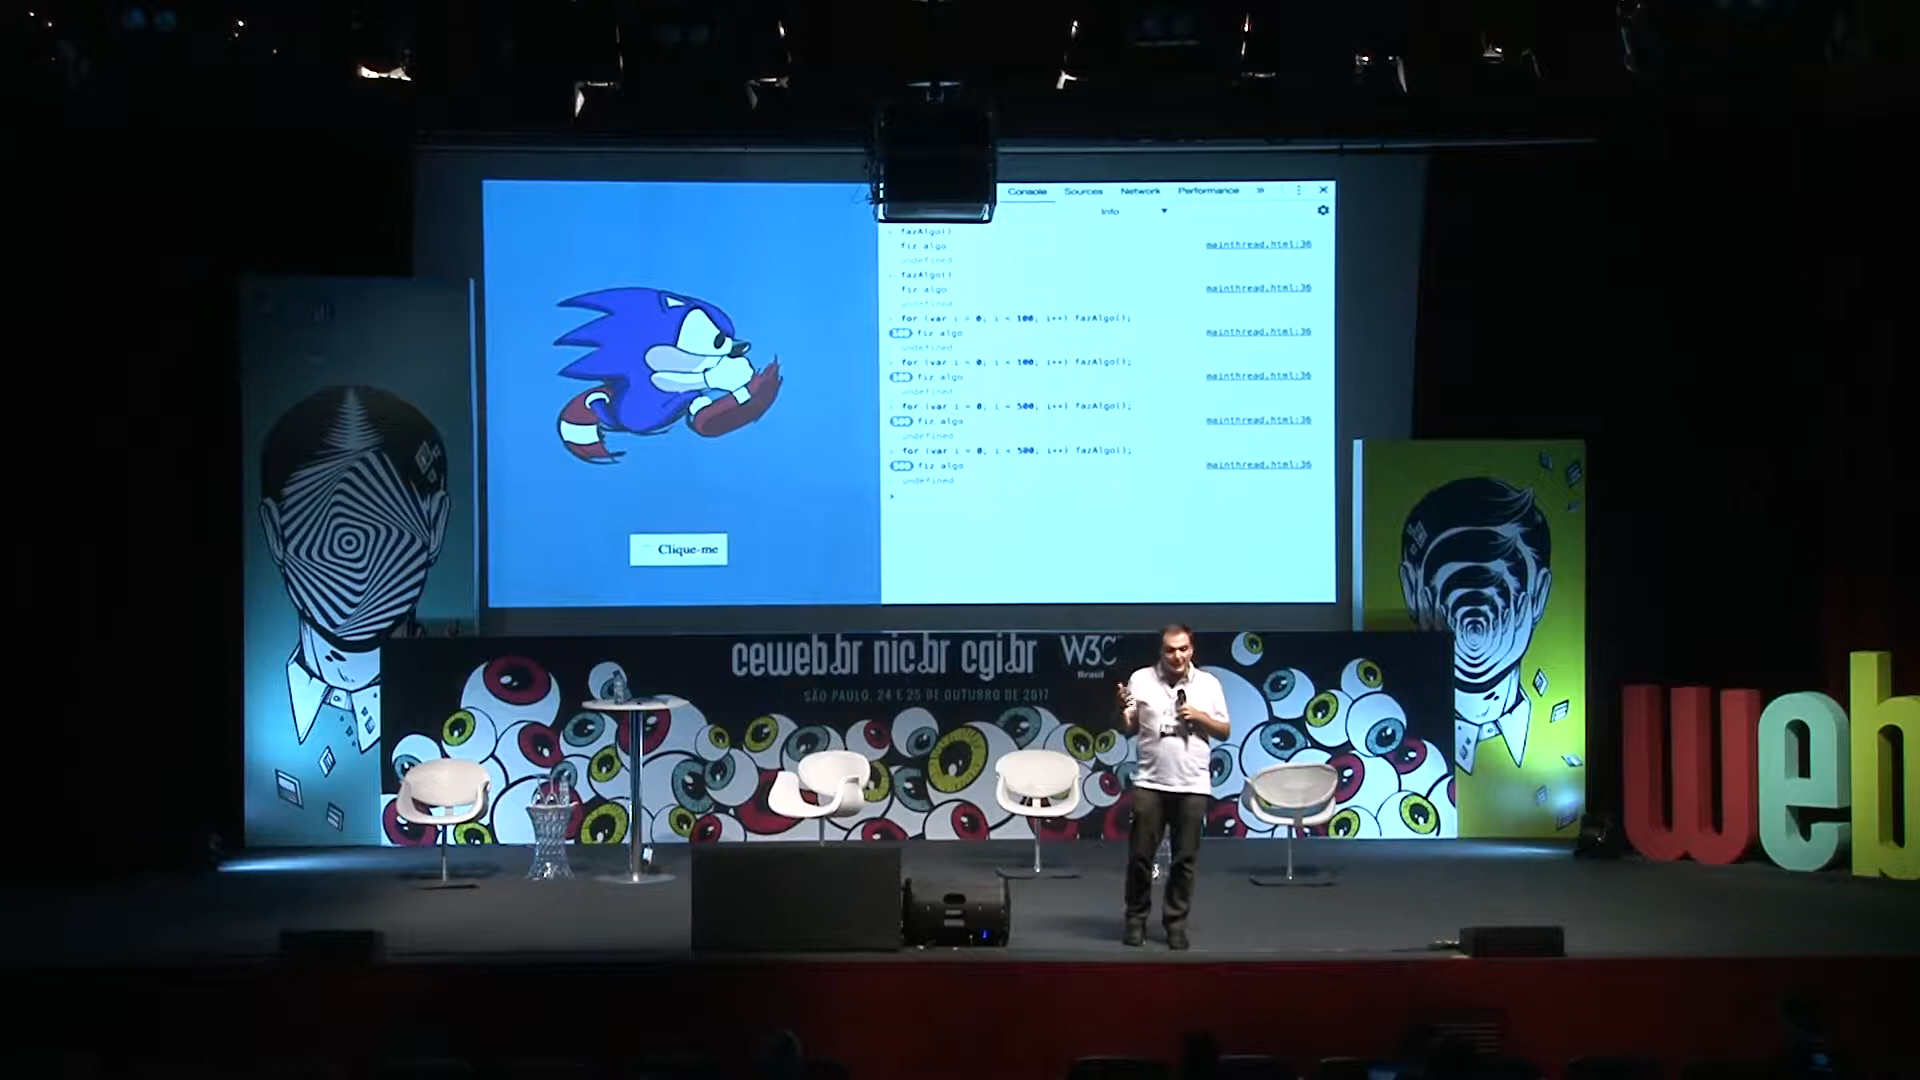 Console Sources Network Performance »
Info
fazAlgo()
fiz algo mainthread.html:36
undefined
fazAlgo()
fiz algo mainthread.html:36
undefined
for (var i = 0; i < 100; i++) fazAlgo();
fiz algo mainthread.html:36
undefined
for (var i = 0; i < 100; i++) fazAlgo();
fiz algo mainthread.html:36
undefined
for (var i = 0; i < 500; i++) fazAlgo();
500 fiz algo mainthread.html:36
undefined
for (var i = 0; i < 500; i++) fazAlgo();
500 fiz algo mainthread.html:36
undefined
Clique-me
ceweb.br nic.br cgi.br W3C
Brasil
SÃO PAULO, 24 E 25 DE OUTUBRO DE 2017
web